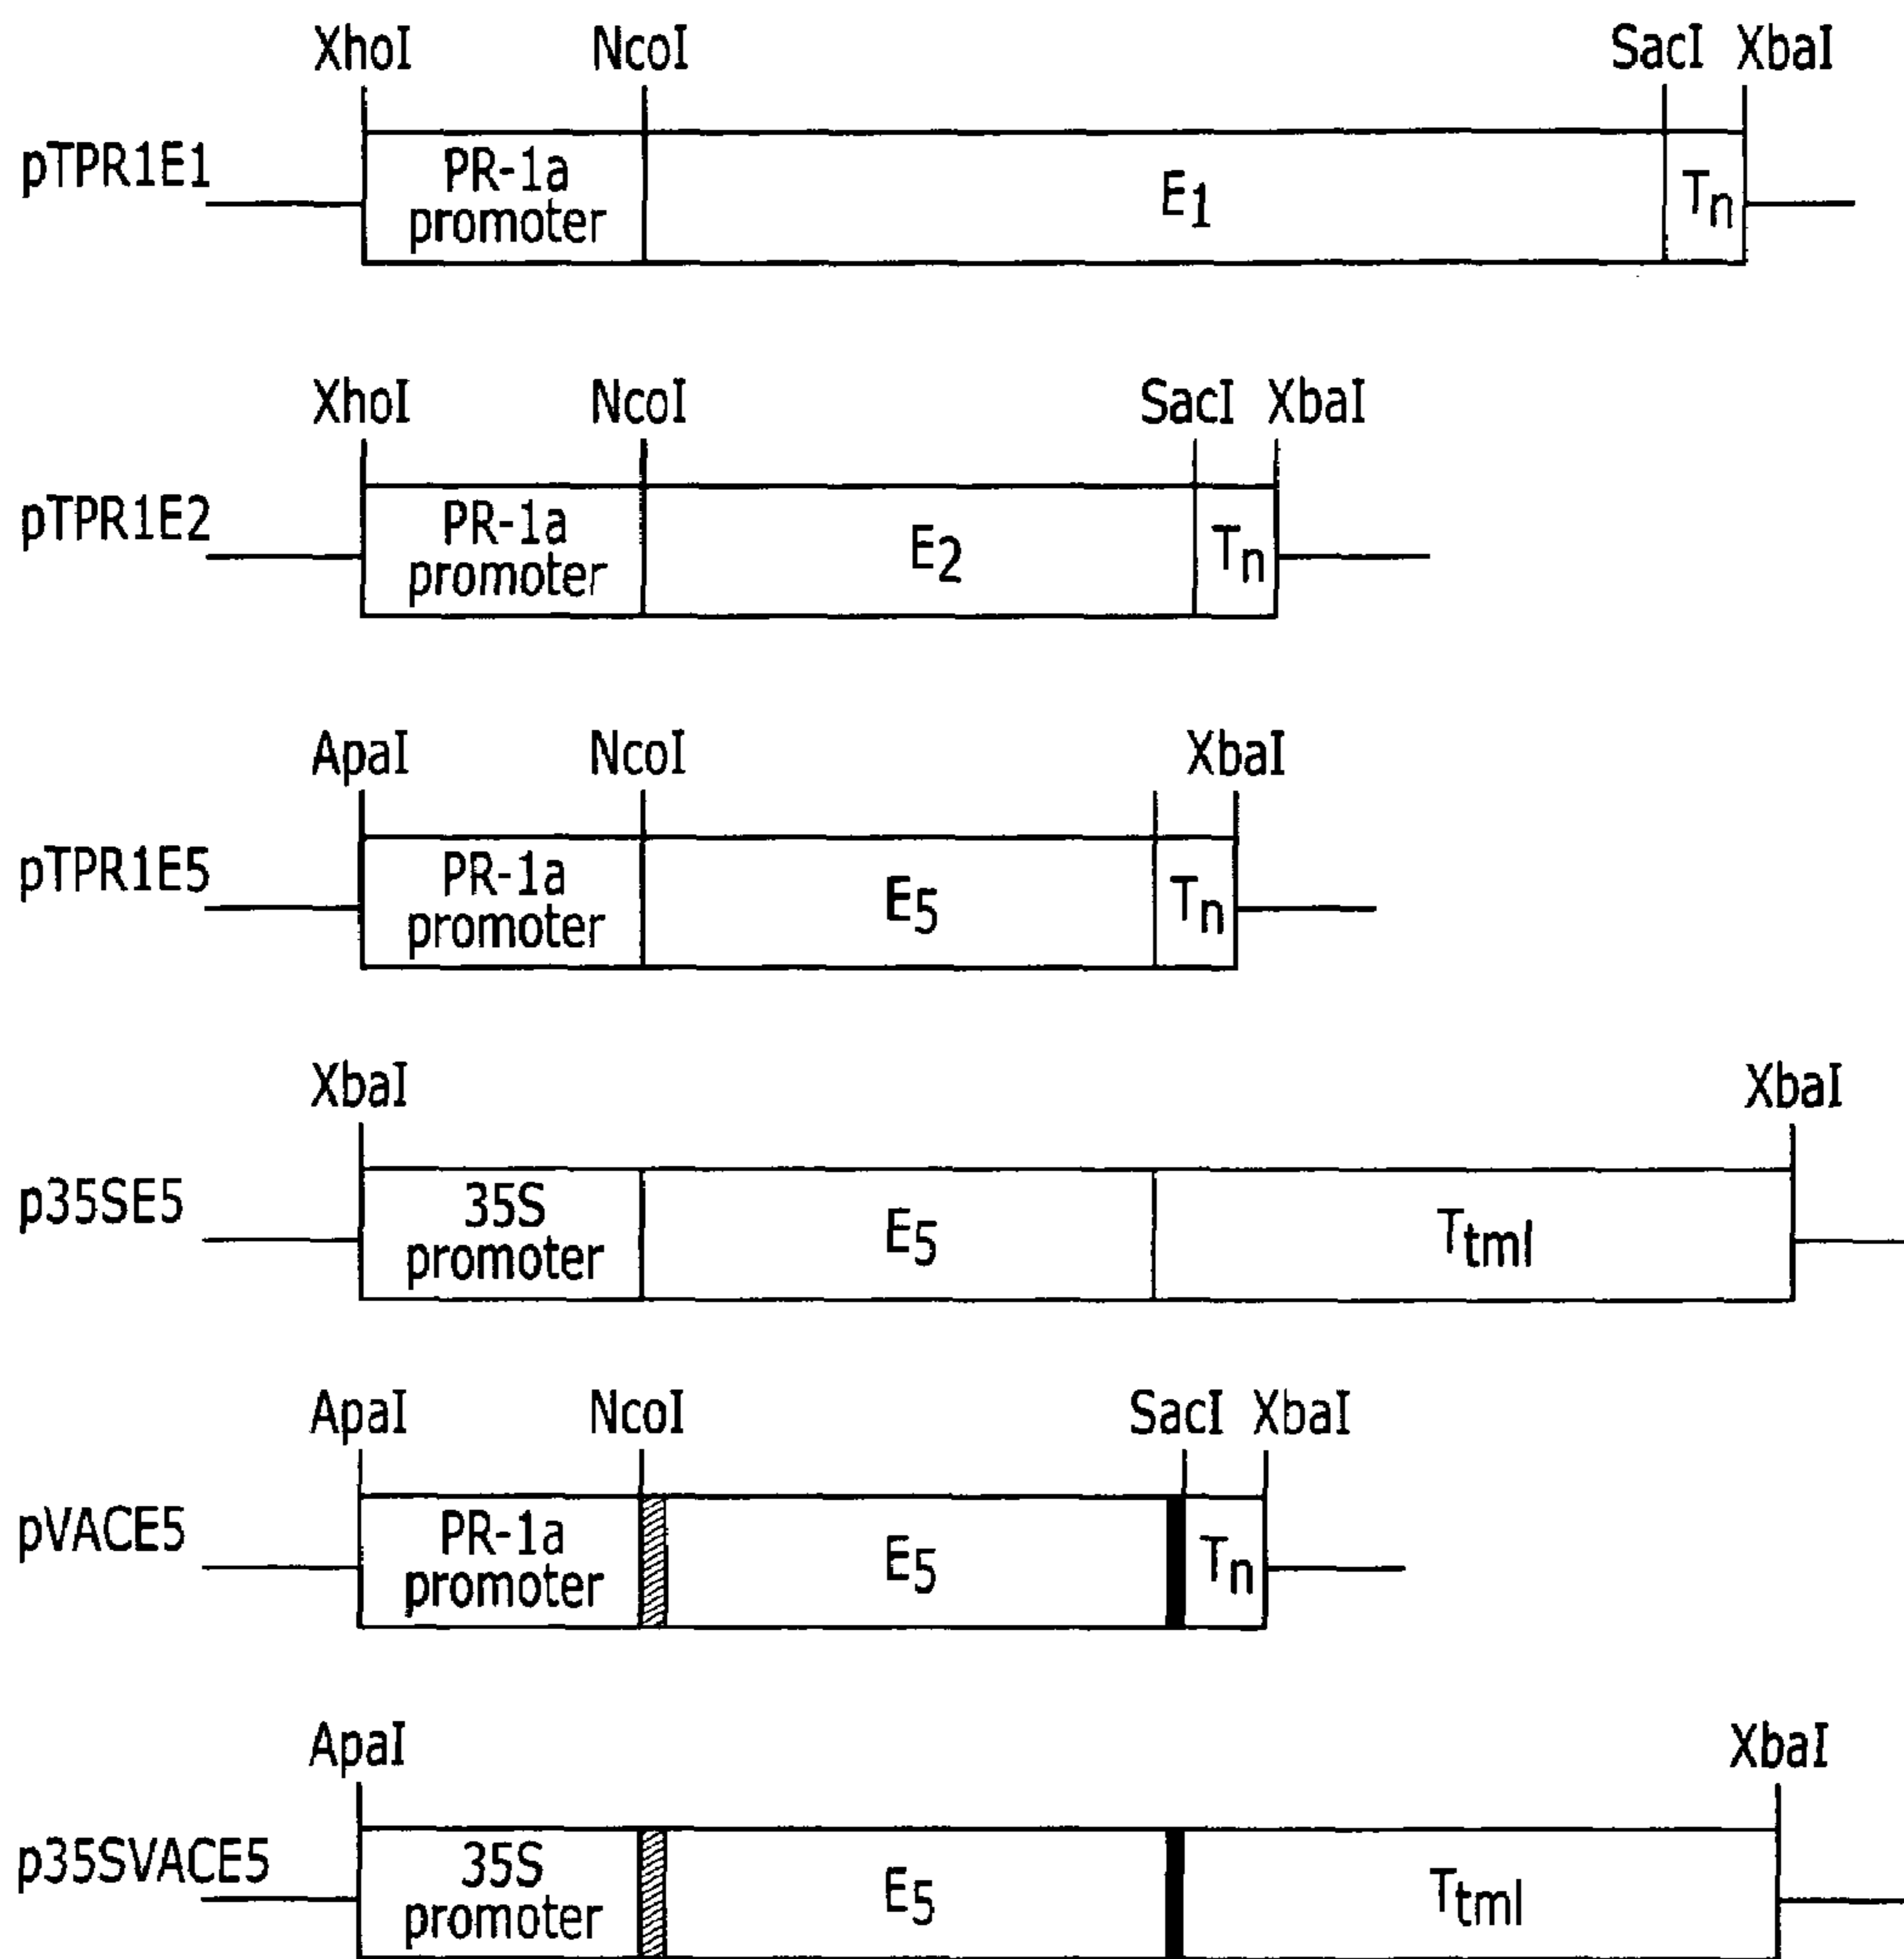 XhoI NcoI SacI XbaI
pTPR1E1
PR-1a
promoter
E1
Tn
XhoI NcoI SacI XbaI
pTPR1E2
PR-1a
promoter
E2
Tn
ApaI NcoI XbaI
pTPR1E5
PR-1a
promoter
E5
Tn
XbaI XbaI
p35SE5
35S
promoter
E5
Ttml
ApaI NcoI SacI XbaI
pVACE5
PR-1a
promoter
E5
Tn
ApaI XbaI
p35SVACE5
35S
promoter
E5
Ttml